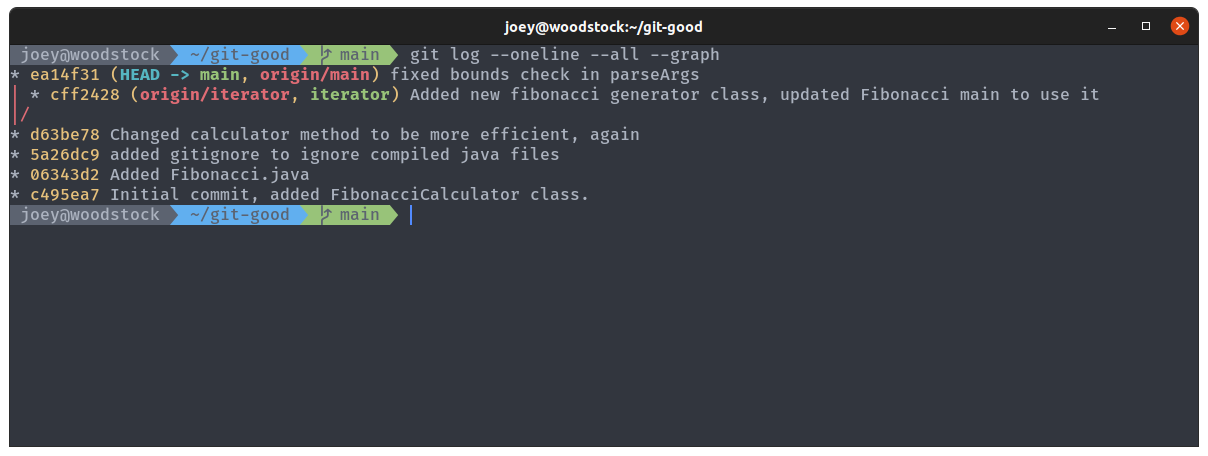 joey@woodstock:~/git-good
joey@woodstock ~/git-good main git log --oneline --all --graph
* ea14f31 (HEAD -> main, origin/main) fixed bounds check in parseArgs
| * cff2428 (origin/iterator, iterator) Added new fibonacci generator class, updated Fibonacci main to use it
|/
* d63be78 Changed calculator method to be more efficient, again
* 5a26dc9 added gitignore to ignore compiled java files
* 06343d2 Added Fibonacci.java
* c495ea7 Initial commit, added FibonacciCalculator class.
joey@woodstock ~/git-good main